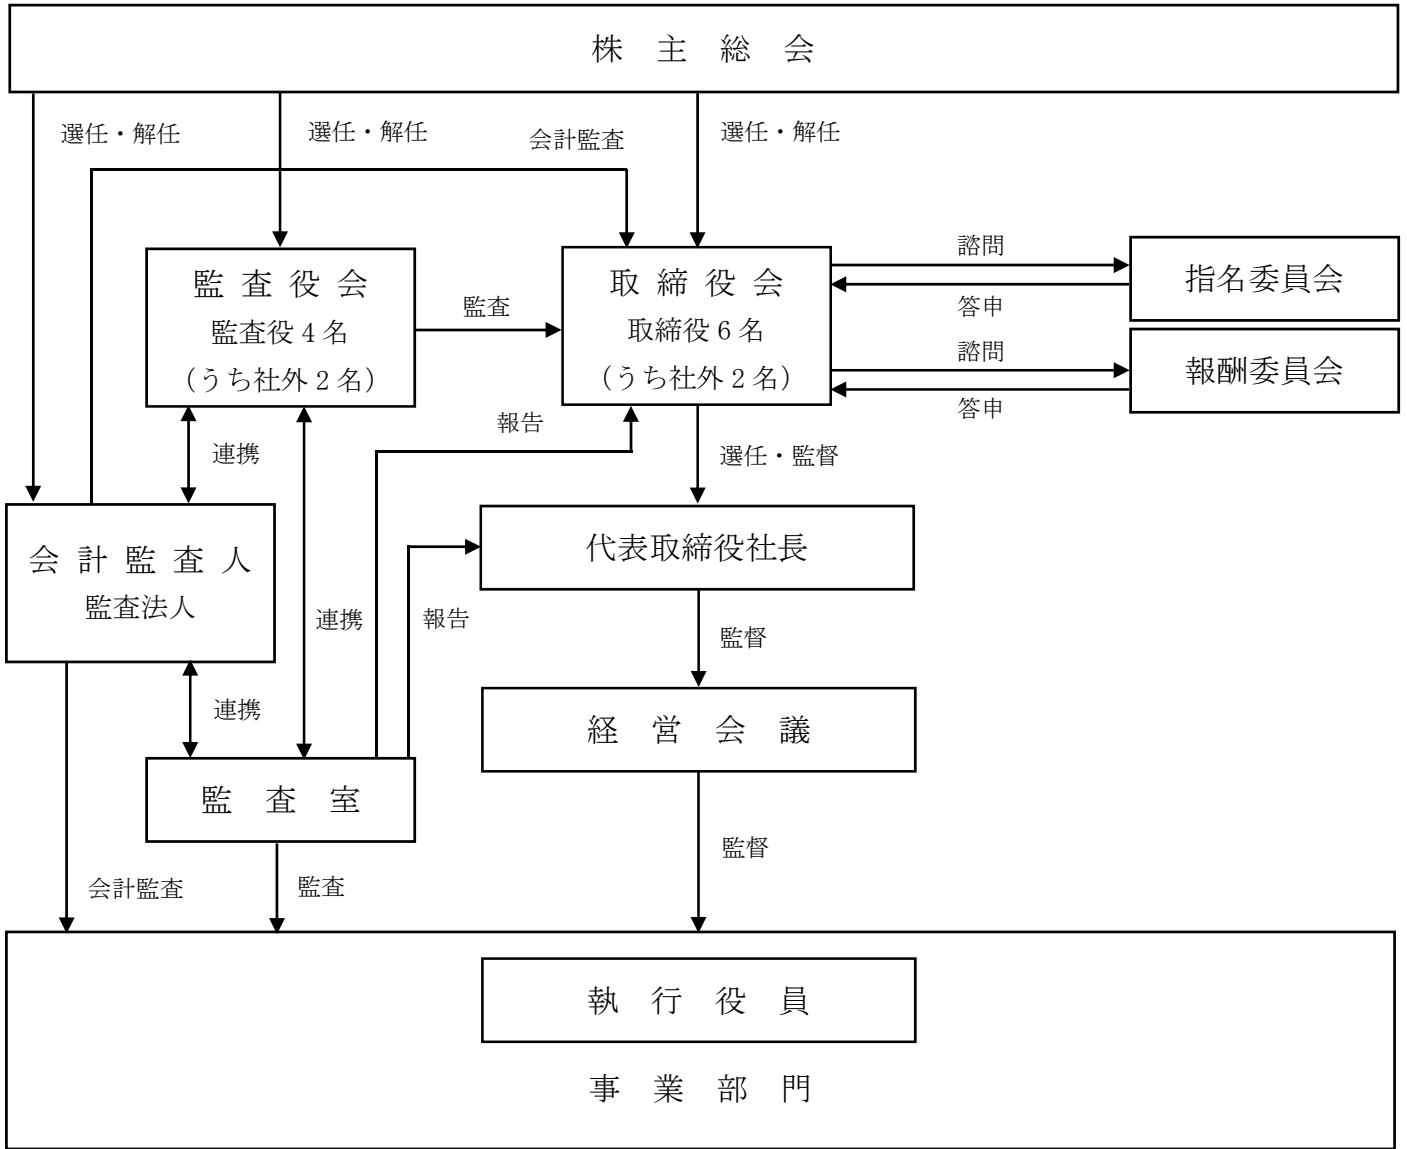 株主総会
選任・解任
選任・解任
会計監査
選任・解任
監査役会
監査役4名
(うち社外2名)
監査
取締役会
取締役6名
(うち社外2名)
諮問
答申
指名委員会
諮問
答申
報酬委員会
連携
報告
選任・監督
会計監査人
監査法人
代表取締役社長
連携
報告
監督
連携
経営会議
監査室
監督
会計監査
監査
執行役員
事業部門